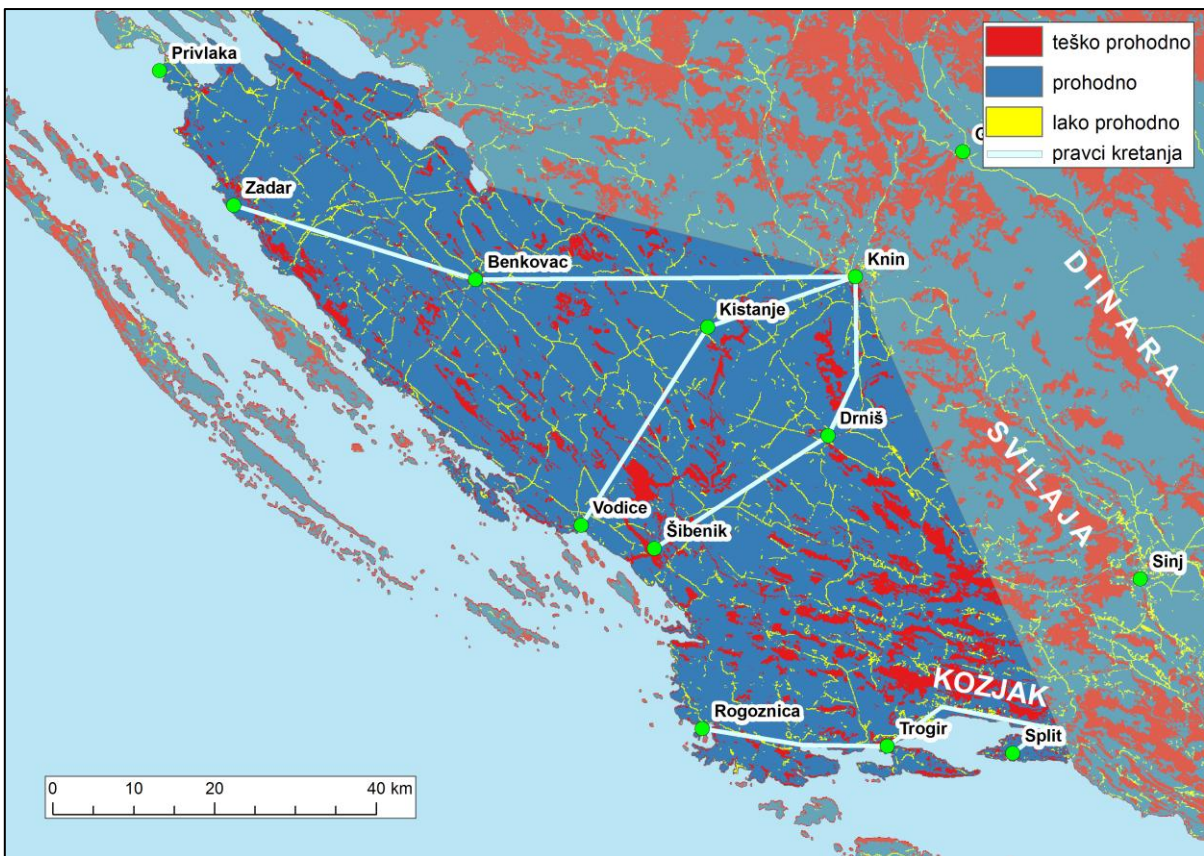 Privlaka
teško prohodno
prohodno
lako prohodno
pravci kretanja
G
Zadar
Benkovac
Knin
DINARA
Kistanje
Drniš
SVILAJA
Vodice
Šibenik
Sinj
KOZJAK
Rogoznica
Trogir
Split
0 10 20 40 km